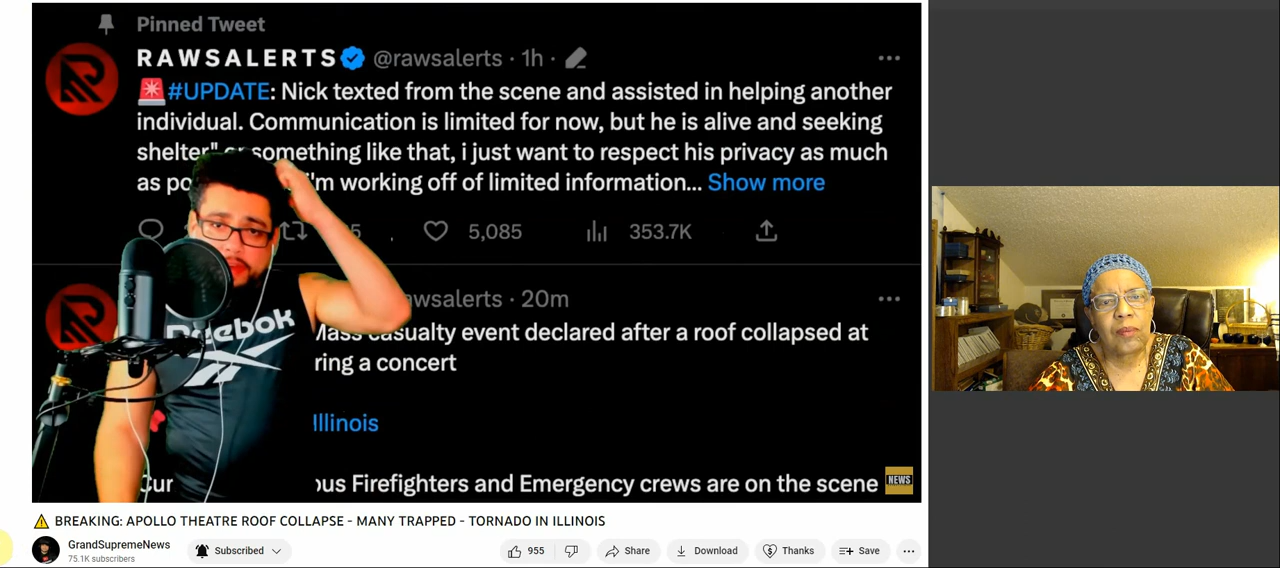 Pinned Tweet
RAWSALERTS @rawsalerts · 1h ·
#UPDATE: Nick texted from the scene and assisted in helping another
individual. Communication is limited for now, but he is alive and seeking
shelter" or something like that, i just want to respect his privacy as much
as po 'm working off of limited information... Show more
5 5,085 353.7K
awsalerts · 20m
Mass casualty event declared after a roof collapsed at
ring a concert
Illinois
Cur ous Firefighters and Emergency crews are on the scene
Reebok
NEWS
BREAKING: APOLLO THEATRE ROOF COLLAPSE - MANY TRAPPED - TORNADO IN ILLINOIS
GrandSupremeNews
75.1K subscribers
Subscribed
955
Share
Download
Thanks
Save